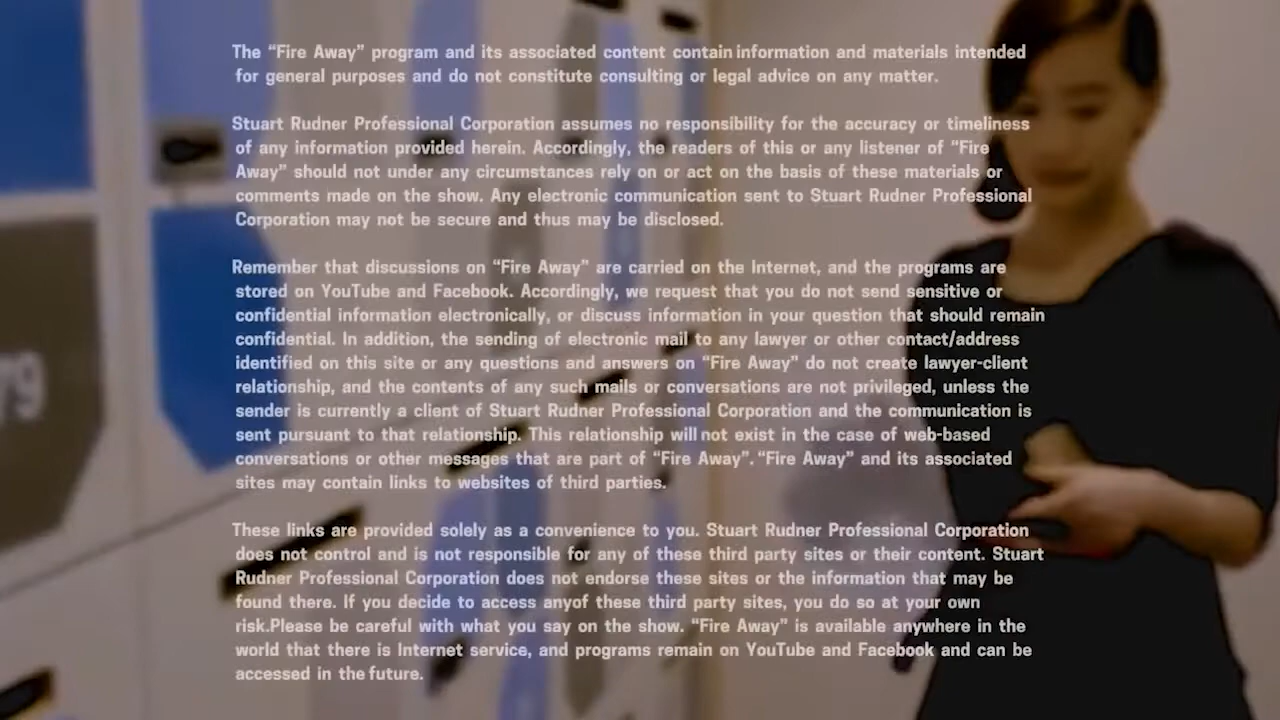 The “Fire Away” program and its associated content contain information and materials intended
for general purposes and do not constitute consulting or legal advice on any matter.
Stuart Rudner Professional Corporation assumes no responsibility for the accuracy or timeliness
of any information provided herein. Accordingly, the readers of this or any listener of “Fire
Away” should not under any circumstances rely on or act on the basis of these materials or
comments made on the show. Any electronic communication sent to Stuart Rudner Professional
Corporation may not be secure and thus may be disclosed.
Remember that discussions on “Fire Away” are carried on the Internet, and the programs are
stored on YouTube and Facebook. Accordingly, we request that you do not send sensitive or
confidential information electronically, or discuss information in your question that should remain
confidential. In addition, the sending of electronic mail to any lawyer or other contact/address
identified on this site or any questions and answers on “Fire Away” do not create lawyer-client
relationship, and the contents of any such mails or conversations are not privileged, unless the
sender is currently a client of Stuart Rudner Professional Corporation and the communication is
sent pursuant to that relationship. This relationship will not exist in the case of web-based
conversations or other messages that are part of “Fire Away”. “Fire Away” and its associated
sites may contain links to websites of third parties.
These links are provided solely as a convenience to you. Stuart Rudner Professional Corporation
does not control and is not responsible for any of these third party sites or their content. Stuart
Rudner Professional Corporation does not endorse these sites or the information that may be
found there. If you decide to access anyof these third party sites, you do so at your own
risk.Please be careful with what you say on the show. “Fire Away” is available anywhere in the
world that there is Internet service, and programs remain on YouTube and Facebook and can be
accessed in the future.